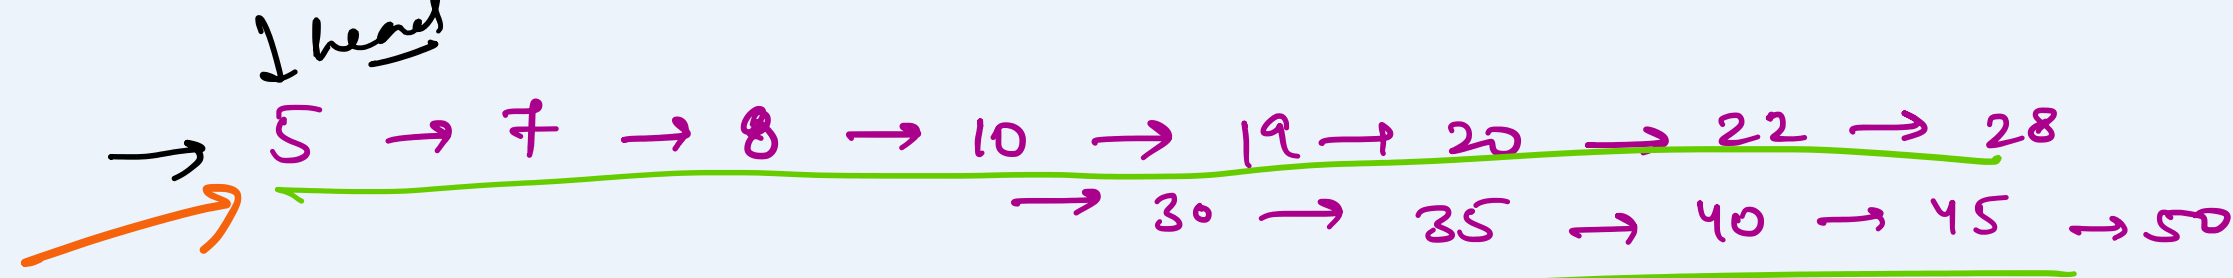 ↓ head
→ 5 → 7 → 8 → 10 → 19 → 20 → 22 → 28
→ 30 → 35 → 40 → 45 → 50